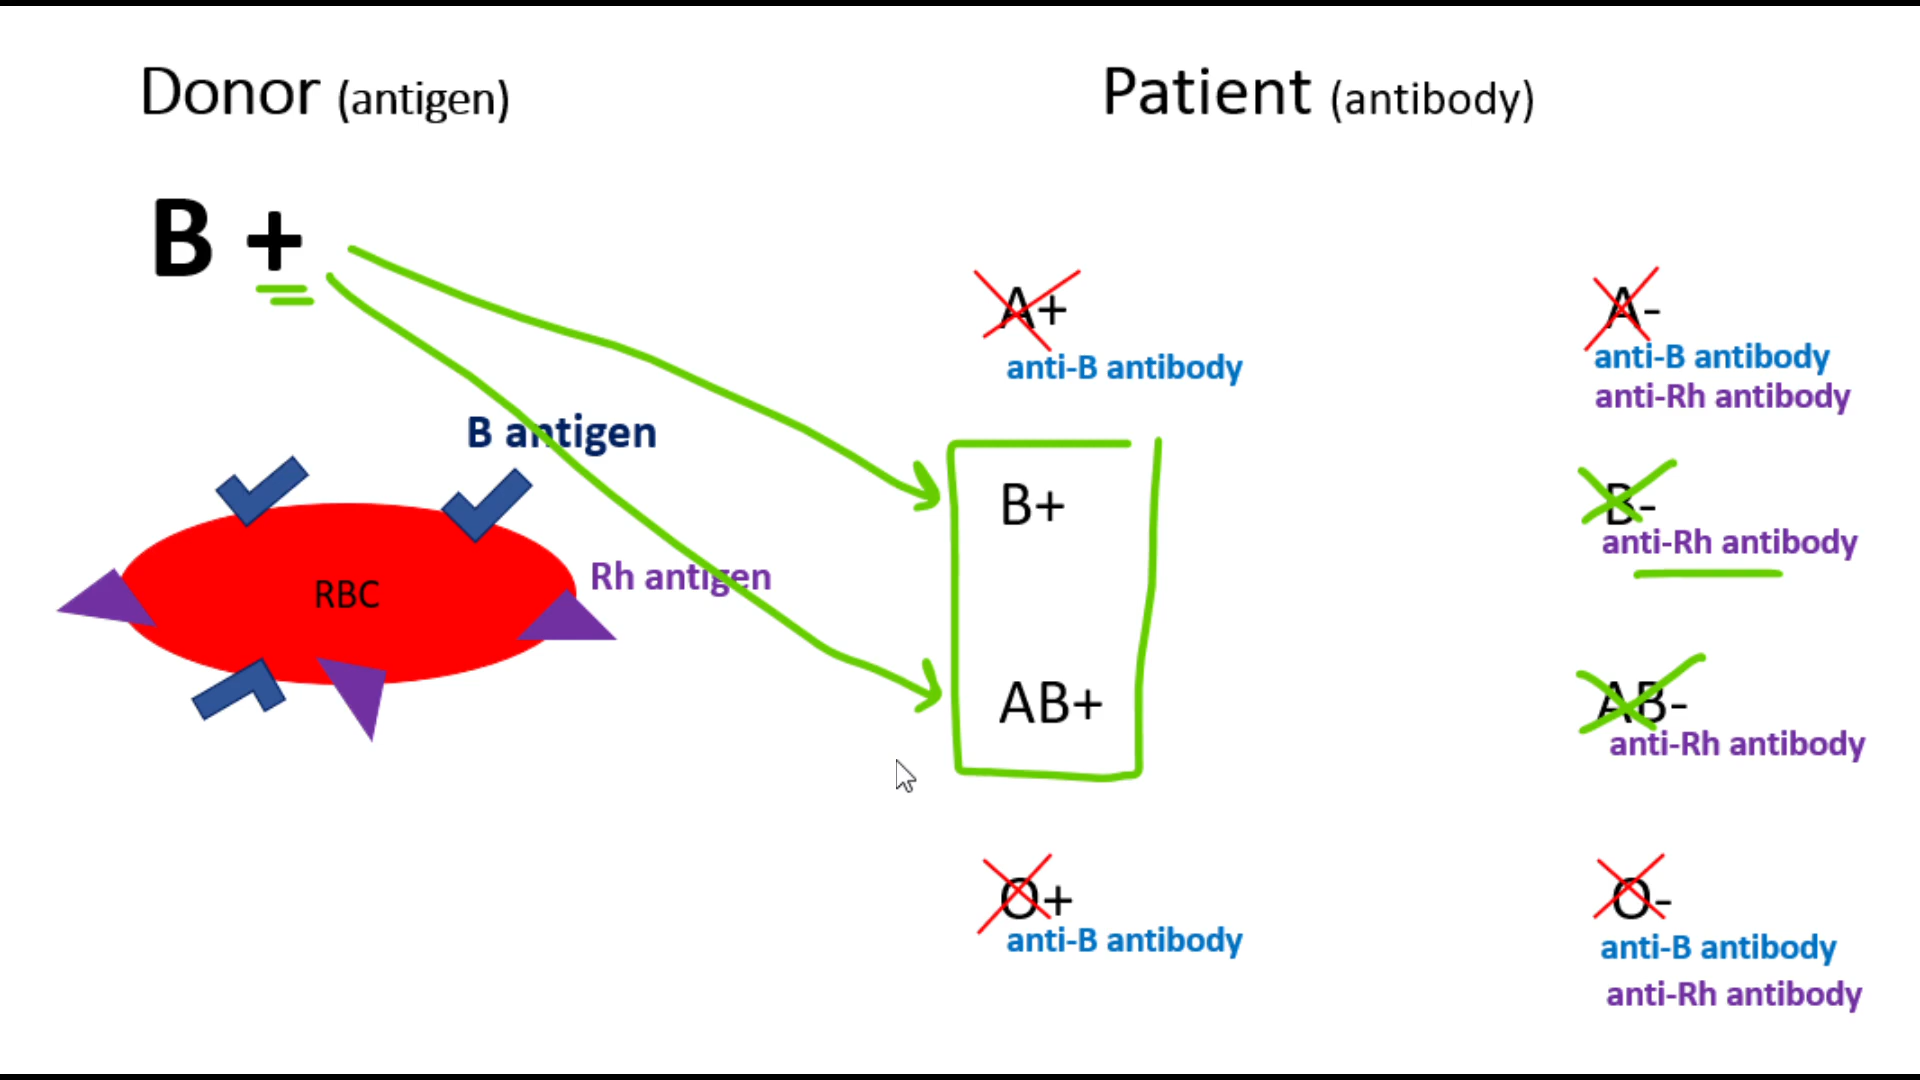 Donor (antigen)
Patient (antibody)
B +
A+
anti-B antibody
A-
anti-B antibody
anti-Rh antibody
B antigen
Rh antigen
RBC
B+
B-
anti-Rh antibody
AB+
AB-
anti-Rh antibody
O+
anti-B antibody
O-
anti-B antibody
anti-Rh antibody